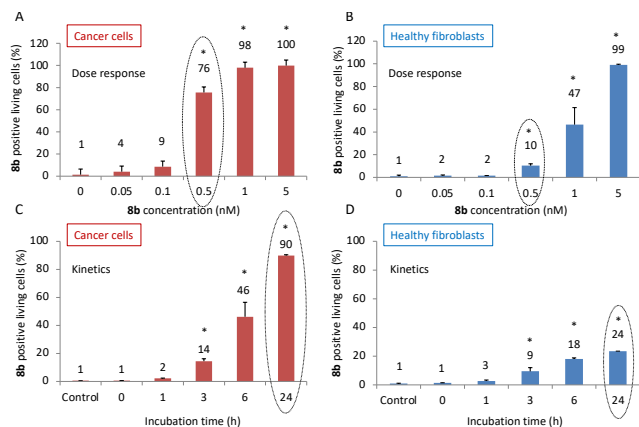 A
Cancer cells
8b positive living cells (%)
120
100
80
60
40
20
0
Dose response
1
4
9
*
76
*
98
*
100
0 0.05 0.1 0.5 1 5
8b concentration (nM)
B
Healthy fibroblasts
8b positive living cells (%)
120
100
80
60
40
20
0
Dose response
1
2
2
*
10
*
47
*
99
0 0.05 0.1 0.5 1 5
8b concentration (nM)
C
Cancer cells
8b positive living cells (%)
100
80
60
40
20
0
Kinetics
1
1
2
*
14
*
46
*
90
Control 0 1 3 6 24
Incubation time (h)
D
Healthy fibroblasts
8b positive living cells (%)
100
80
60
40
20
0
Kinetics
1
1
3
*
9
*
18
*
24
Control 0 1 3 6 24
Incubation time (h)